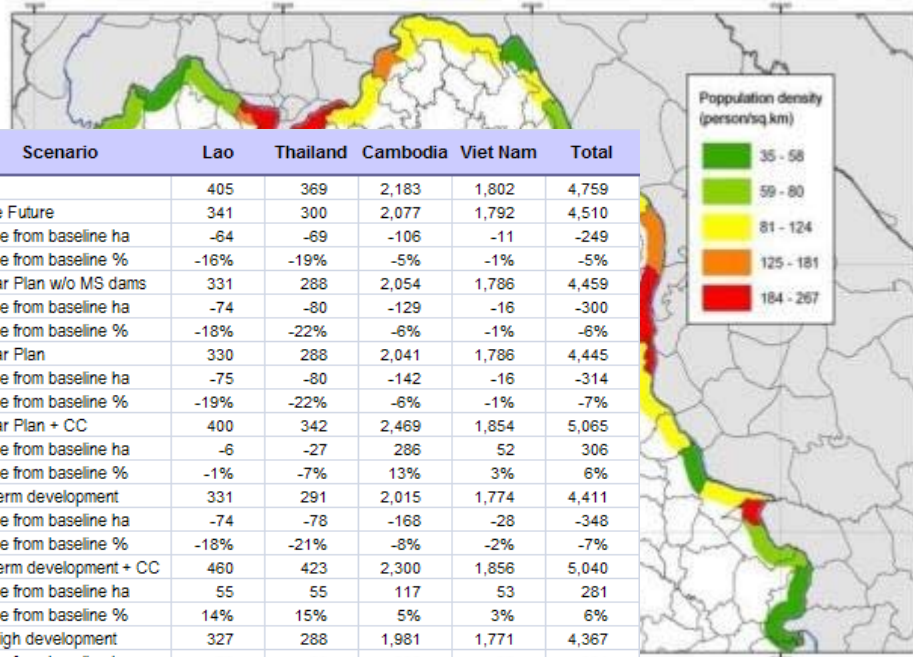 Scenario Lao Thailand Cambodia Viet Nam Total
405 369 2,183 1,802 4,759
e Future 341 300 2,077 1,792 4,510
e from baseline ha -64 -69 -106 -11 -249
e from baseline % -16% -19% -5% -1% -5%
ar Plan w/o MS dams 331 288 2,054 1,786 4,459
e from baseline ha -74 -80 -129 -16 -300
e from baseline % -18% -22% -6% -1% -6%
ar Plan 330 288 2,041 1,786 4,445
e from baseline ha -75 -80 -142 -16 -314
e from baseline % -19% -22% -6% -1% -7%
ar Plan + CC 400 342 2,469 1,854 5,065
e from baseline ha -6 -27 286 52 306
e from baseline % -1% -7% 13% 3% 6%
erm development 331 291 2,015 1,774 4,411
e from baseline ha -74 -78 -168 -28 -348
e from baseline % -18% -21% -8% -2% -7%
erm development + CC 460 423 2,300 1,856 5,040
e from baseline ha 55 55 117 53 281
e from baseline % 14% 15% 5% 3% 6%
igh development 327 288 1,981 1,771 4,367
Poppulation density
(person/sq.km)
35 - 58
59 - 80
81 - 124
125 - 181
184 - 267